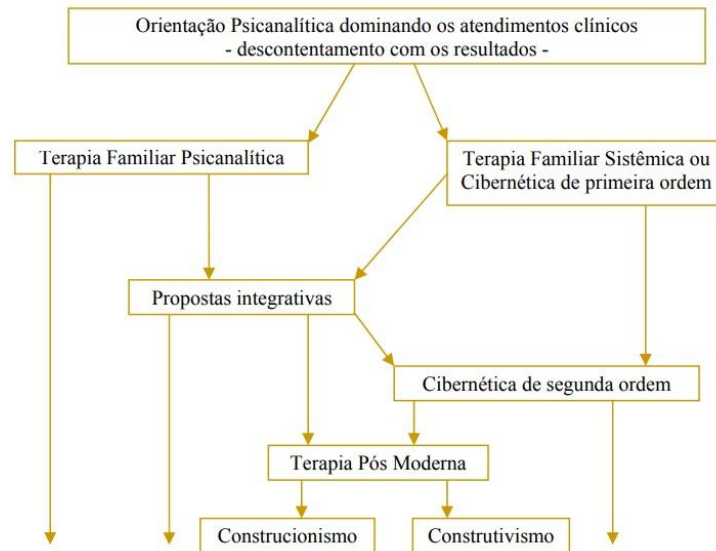 Orientação Psicanalítica dominando os atendimentos clínicos
- descontentamento com os resultados -
Terapia Familiar Psicanalítica
Terapia Familiar Sistêmica ou
Cibernética de primeira ordem
Propostas integrativas
Cibernética de segunda ordem
Terapia Pós Moderna
Construcionismo
Construtivismo